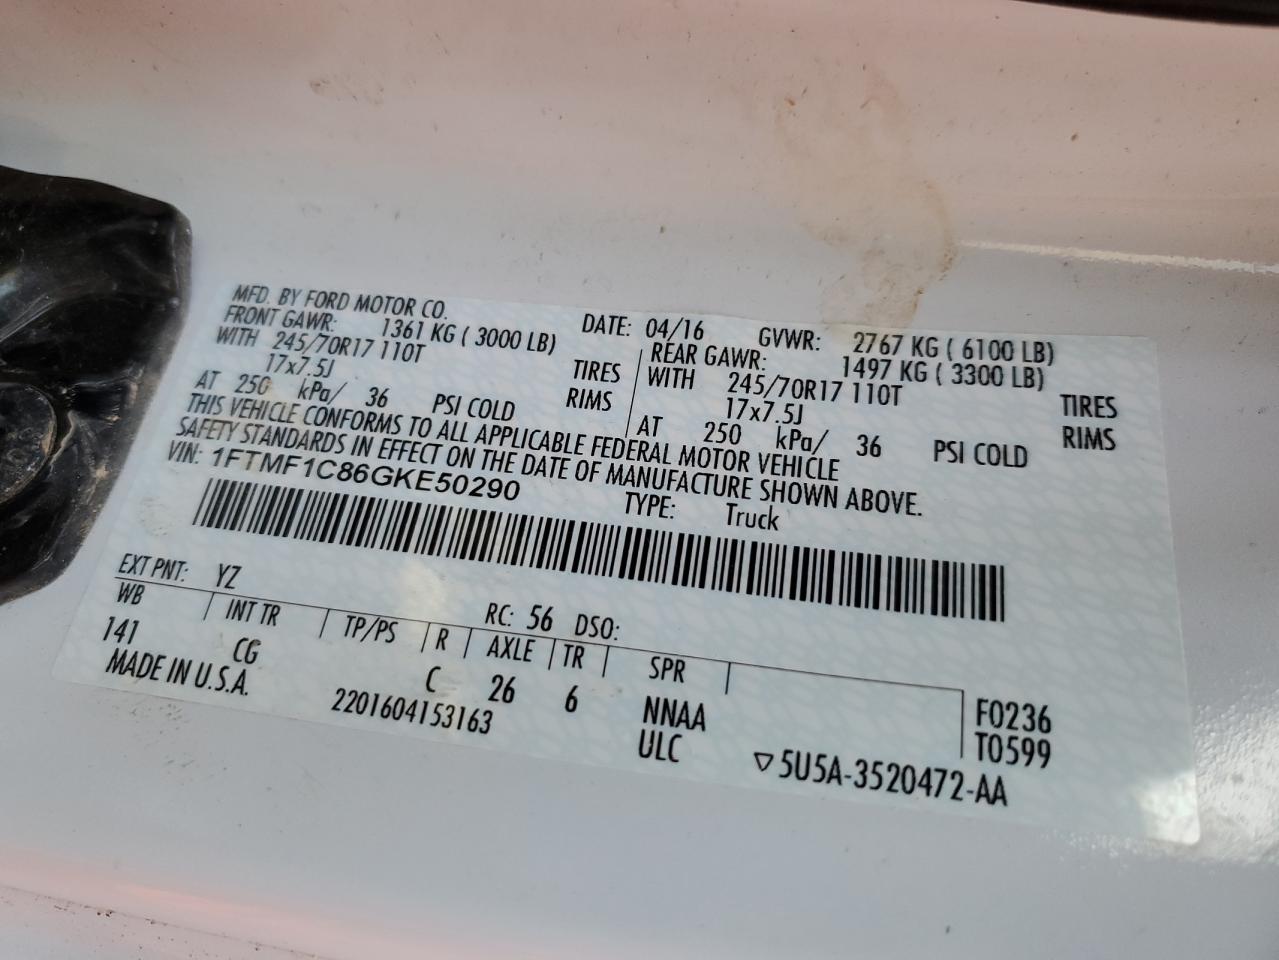 MFD. BY FORD MOTOR CO. DATE: 04/16 GVWR: 2767 KG ( 6100 LB)
FRONT GAWR: 1361 KG ( 3000 LB) REAR GAWR: 1497 KG ( 3300 LB)
WITH 245/70R17 110T TIRES WITH 245/70R17 110T TIRES
17x7.5J RIMS 17x7.5J RIMS
AT 250 kPa/ 36 PSI COLD AT 250 kPa/ 36 PSI COLD
THIS VEHICLE CONFORMS TO ALL APPLICABLE FEDERAL MOTOR VEHICLE
SAFETY STANDARDS IN EFFECT ON THE DATE OF MANUFACTURE SHOWN ABOVE.
VIN: 1FTMF1C86GKE50290 TYPE: Truck
EXT PNT: YZ RC: 56 DSO:
WB INT TR TP/PS R AXLE TR SPR
141 CG C 26 6 NNAA F0236
MADE IN U.S.A. 2201604153163 ULC T0599
▽5U5A-3520472-AA